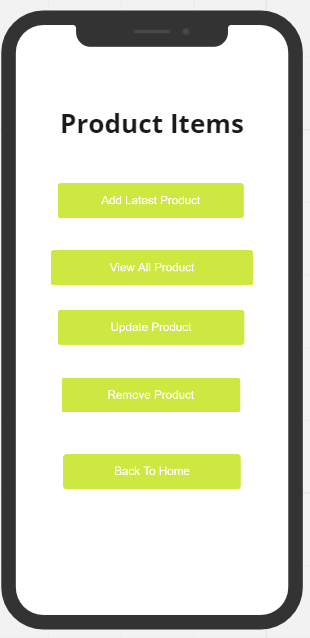 Product Items
Add Latest Product
View All Product
Update Product
Remove Product
Back To Home